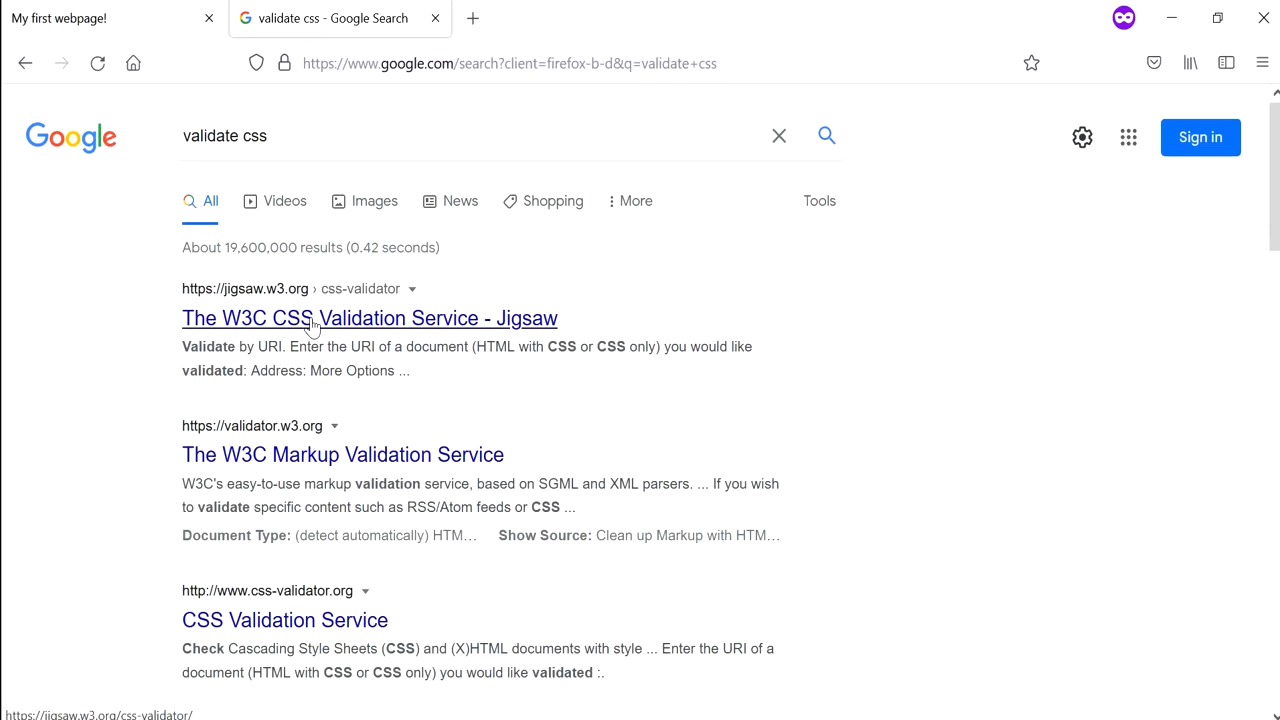 My first webpage!
validate css - Google Search
https://www.google.com/search?client=firefox-b-d&q=validate+css
Google
validate css
Sign in
All Videos Images News Shopping More Tools
About 19,600,000 results (0.42 seconds)
https://jigsaw.w3.org › css-validator
The W3C CSS Validation Service - Jigsaw
Validate by URI. Enter the URI of a document (HTML with CSS or CSS only) you would like
validated: Address: More Options ...
https://validator.w3.org
The W3C Markup Validation Service
W3C's easy-to-use markup validation service, based on SGML and XML parsers. ... If you wish
to validate specific content such as RSS/Atom feeds or CSS ...
Document Type: (detect automatically) HTM... Show Source: Clean up Markup with HTM...
http://www.css-validator.org
CSS Validation Service
Check Cascading Style Sheets (CSS) and (X)HTML documents with style ... Enter the URI of a
document (HTML with CSS or CSS only) you would like validated :.
https://jigsaw.w3.org/css-validator/